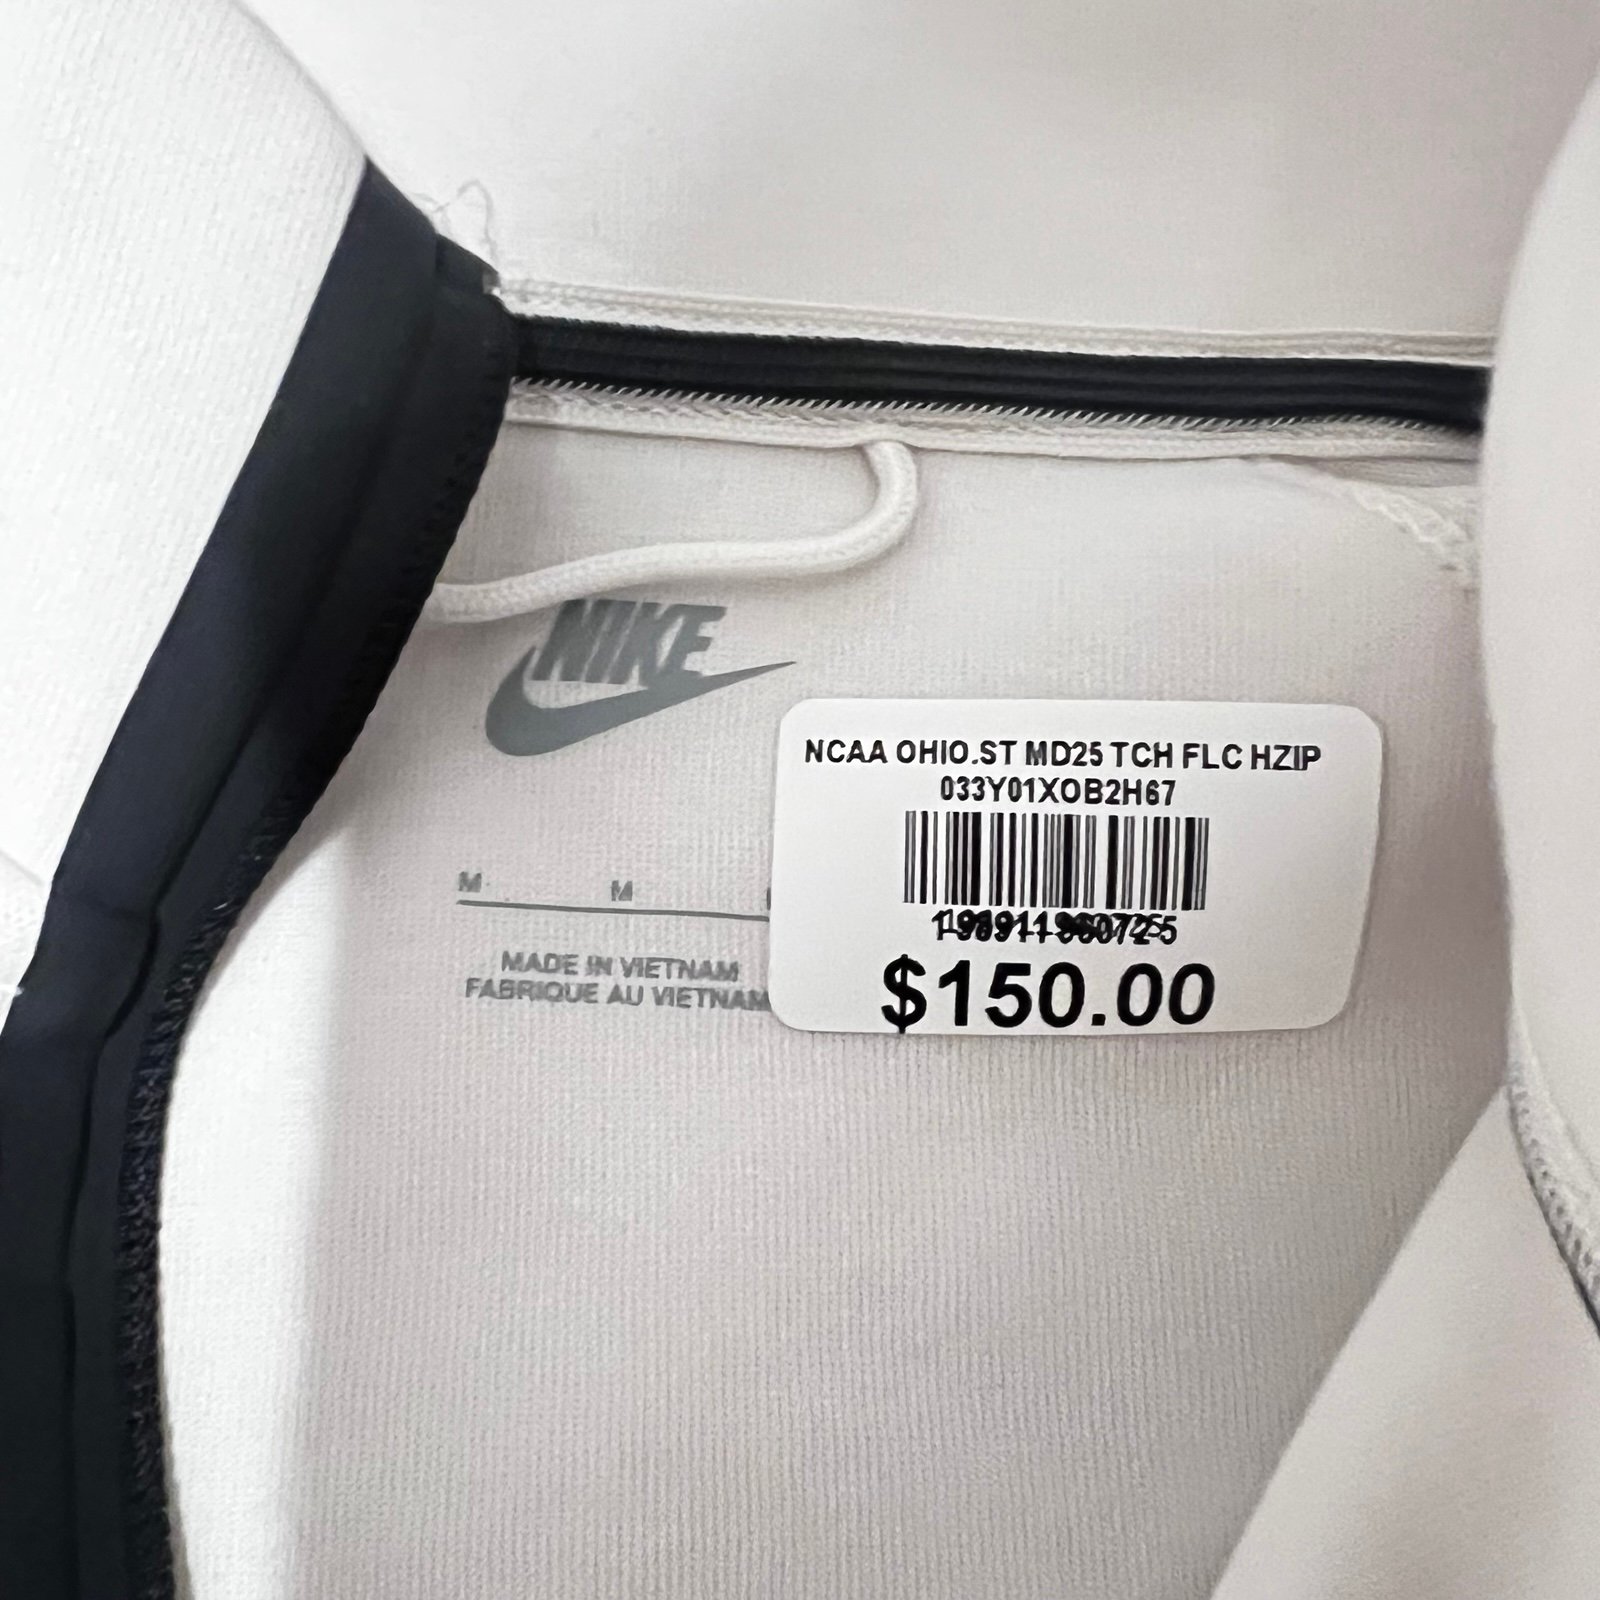 NIKE
M M
MADE IN VIETNAM
FABRIQUE AU VIETNAM
NCAA OHIO.ST MD25 TCH FLC HZIP
033Y01XOB2H67
$150.00